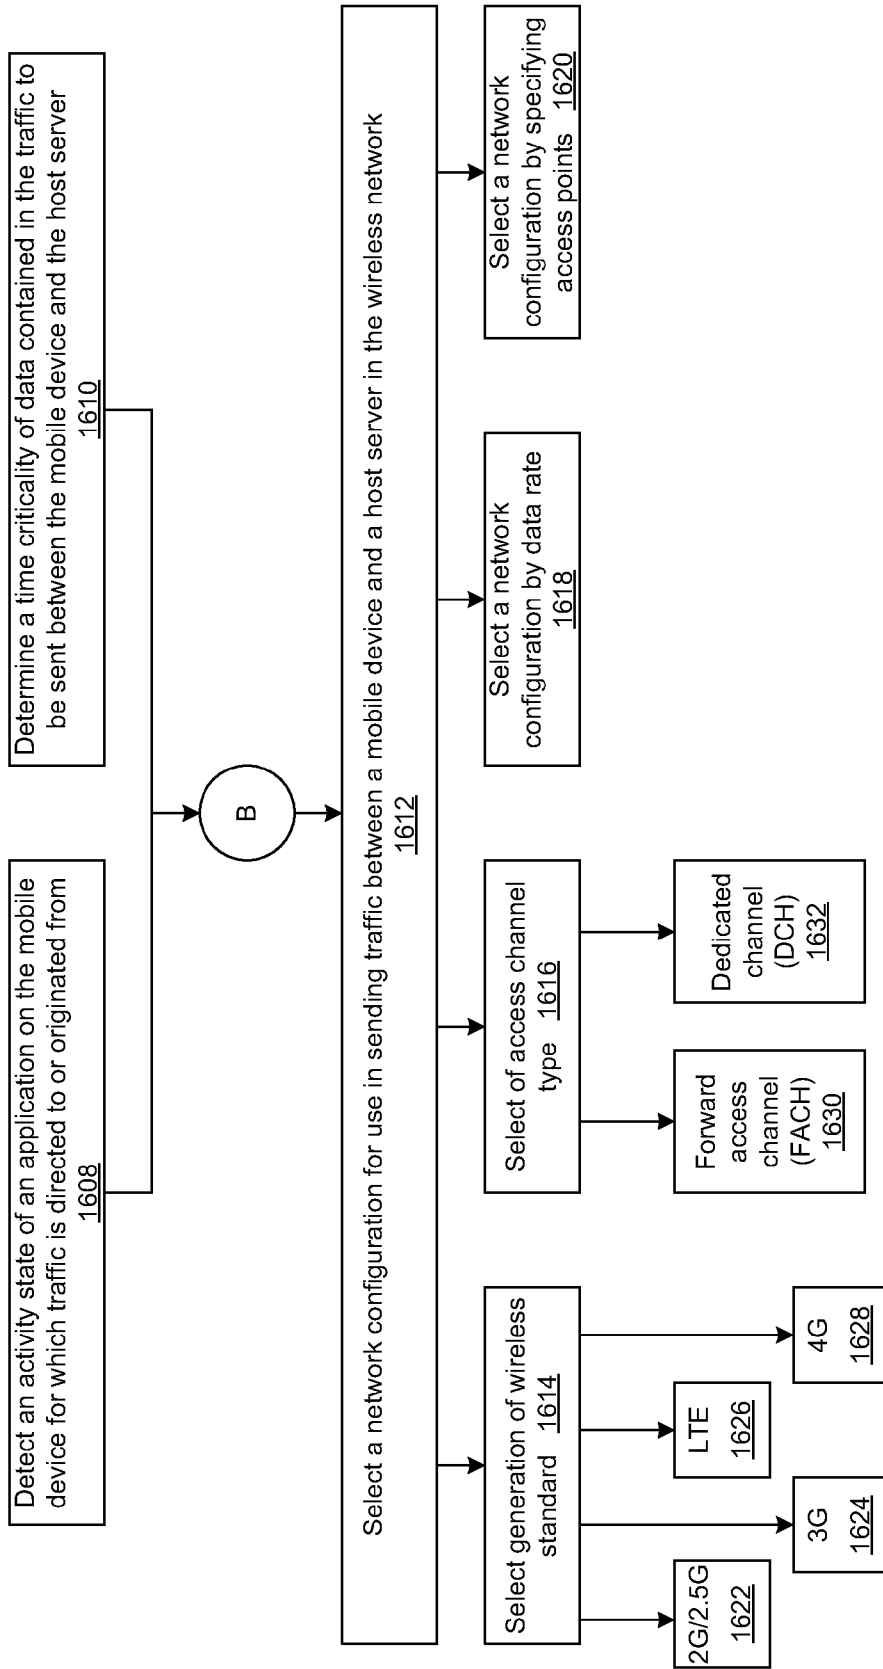 Detect an activity state of an application on the mobile
device for which traffic is directed to or originated from
1608
Determine a time criticality of data contained in the traffic to
be sent between the mobile device and the host server
1610
B
Select a network configuration for use in sending traffic between a mobile device and a host server in the wireless network
1612
Select generation of wireless
standard 1614
Select of access channel
type 1616
Select a network
configuration by data rate
1618
Select a network
configuration by specifying
access points 1620
2G/2.5G
1622
3G
1624
LTE
1626
4G
1628
Forward
access
channel
(FACH)
1630
Dedicated
channel
(DCH)
1632